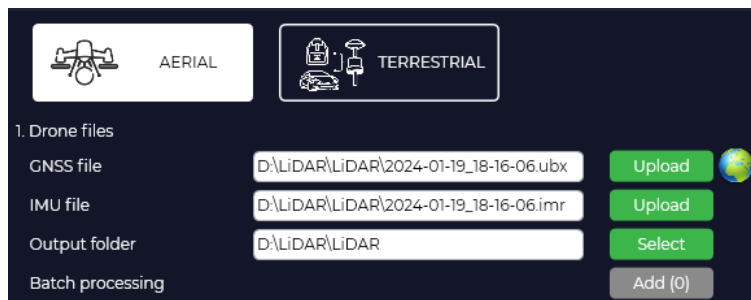 AERIAL TERRESTRIAL
1. Drone files
GNSS file D:\LiDAR\LiDAR\2024-01-19_18-16-06.ubx Upload
IMU file D:\LiDAR\LiDAR\2024-01-19_18-16-06.imr Upload
Output folder D:\LiDAR\LiDAR Select
Batch processing Add (0)